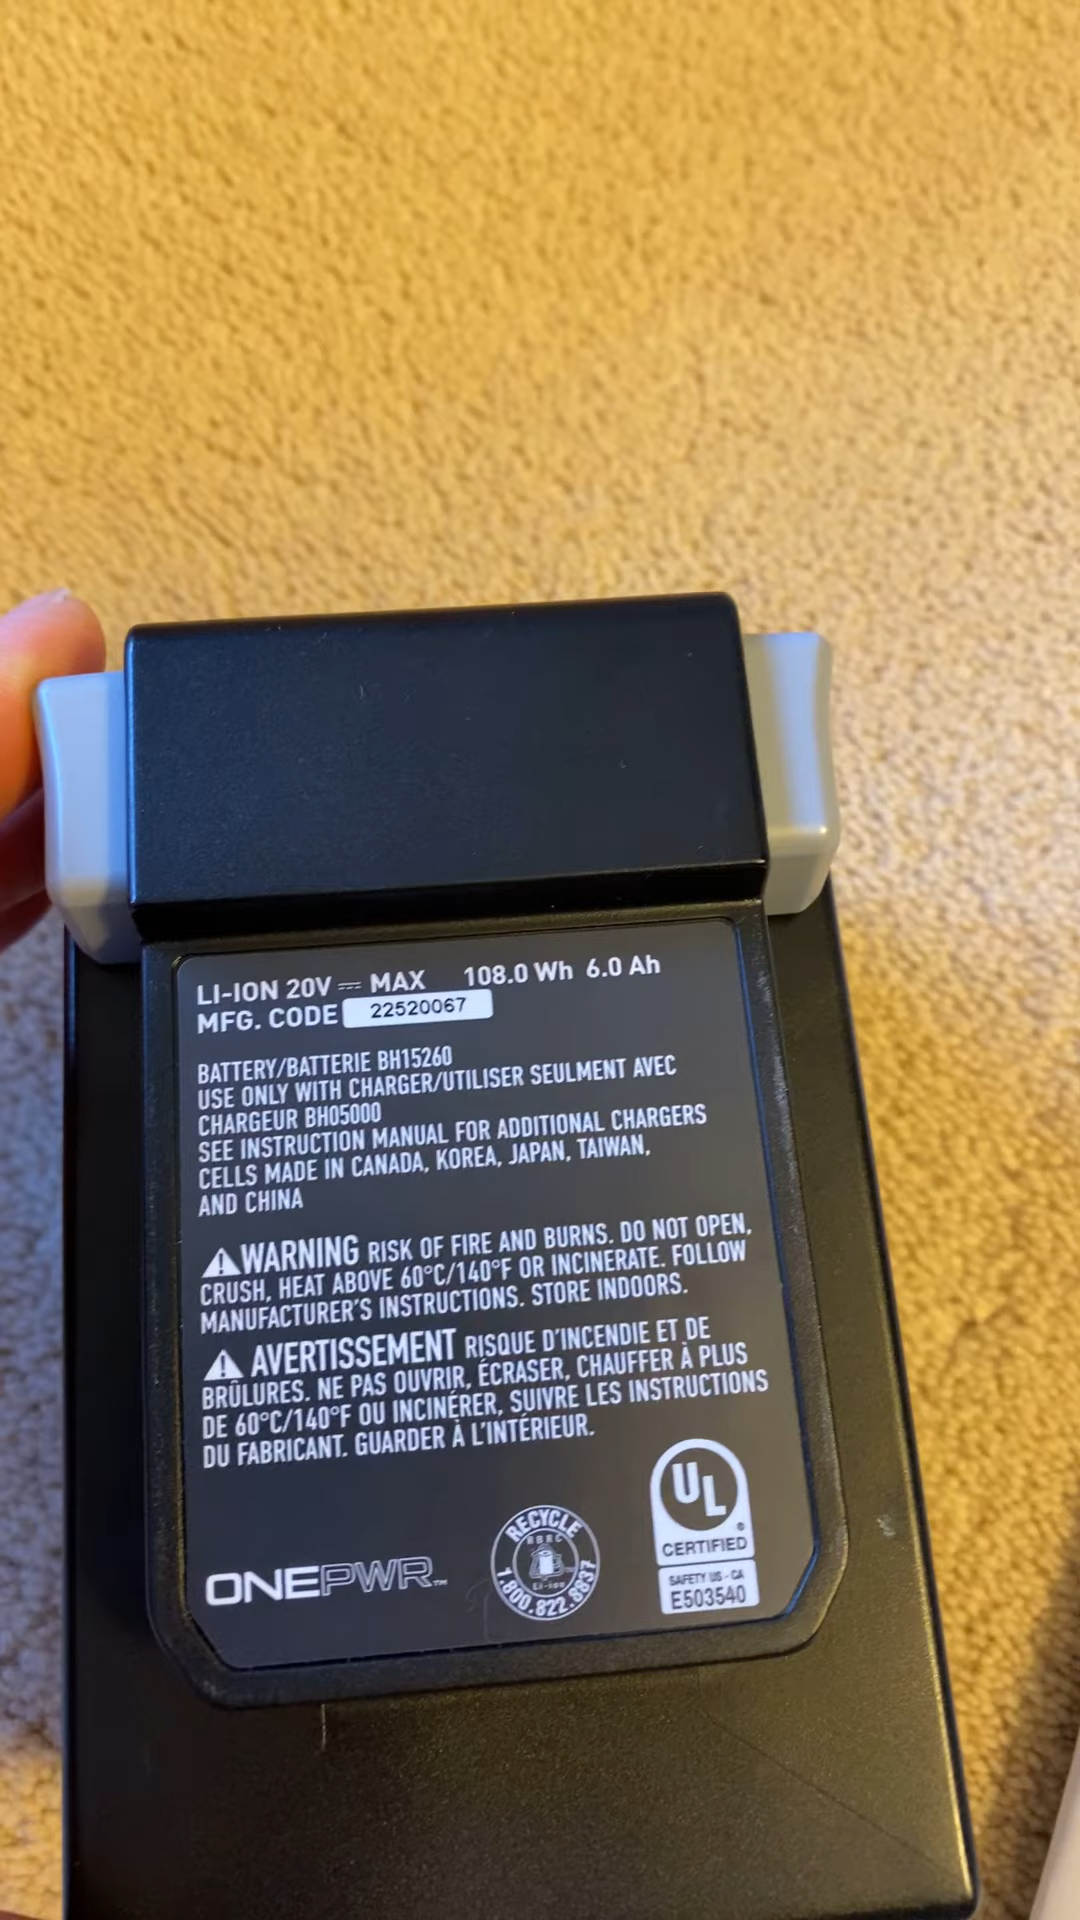 LI-ION 20V ⎓ MAX 108.0 Wh 6.0 Ah
MFG. CODE 22520067
BATTERY/BATTERIE BH15260
USE ONLY WITH CHARGER/UTILISER SEULMENT AVEC
CHARGEUR BH05000
SEE INSTRUCTION MANUAL FOR ADDITIONAL CHARGERS
CELLS MADE IN CANADA, KOREA, JAPAN, TAIWAN,
AND CHINA
⚠WARNING RISK OF FIRE AND BURNS. DO NOT OPEN,
CRUSH, HEAT ABOVE 60°C/140°F OR INCINERATE. FOLLOW
MANUFACTURER'S INSTRUCTIONS. STORE INDOORS.
⚠ AVERTISSEMENT RISQUE D'INCENDIE ET DE
BRÛLURES. NE PAS OUVRIR, ÉCRASER, CHAUFFER À PLUS
DE 60°C/140°F OU INCINÉRER, SUIVRE LES INSTRUCTIONS
DU FABRICANT. GUARDER À L'INTÉRIEUR.
ONEPWR™
RECYCLE
RBRC
Li-ion
1.800.822.8837
UL®
CERTIFIED
SAFETY US - CA
E503540